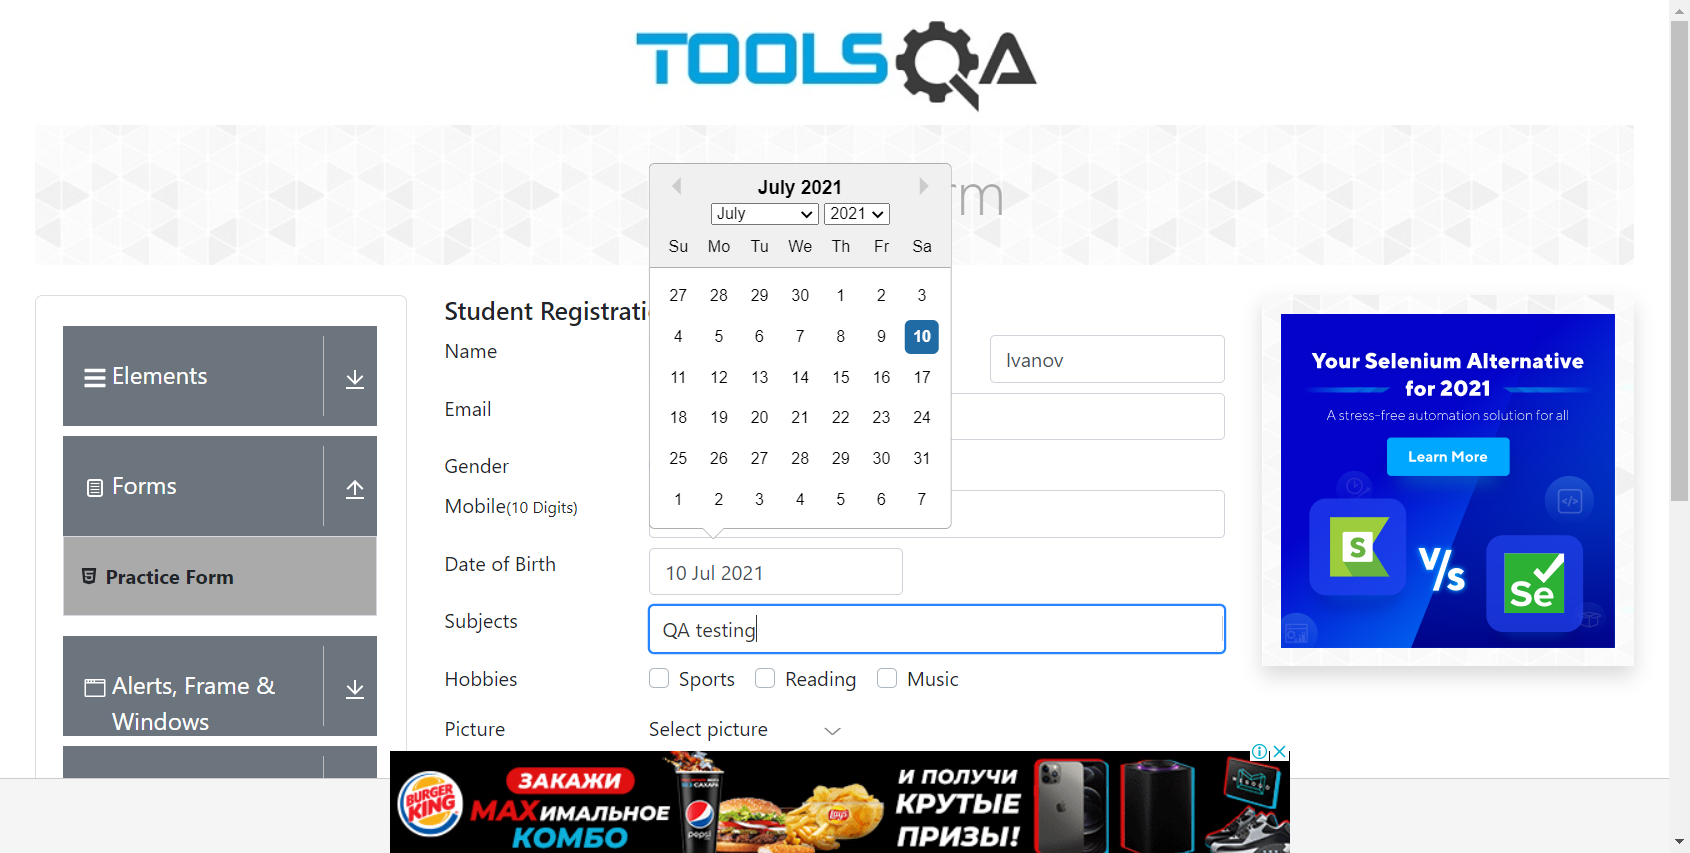 TOOLSQA
rm
July 2021
July 2021
Su Mo Tu We Th Fr Sa
27 28 29 30 1 2 3
4 5 6 7 8 9 10
11 12 13 14 15 16 17
18 19 20 21 22 23 24
25 26 27 28 29 30 31
1 2 3 4 5 6 7
Elements
Forms
Practice Form
Alerts, Frame &
Windows
Student Registrati
Name
Ivanov
Email
Gender
Mobile(10 Digits)
Date of Birth
10 Jul 2021
Subjects
QA testing
Hobbies
Sports Reading Music
Picture
Select picture
Your Selenium Alternative
for 2021
A stress-free automation solution for all
Learn More
S
V/s
Se
BURGER
KING
ЗАКАЖИ
MAXИМАЛЬНОЕ
КОМБО
pepsi
Lay's
И ПОЛУЧИ
КРУТЫЕ
ПРИЗЫ!